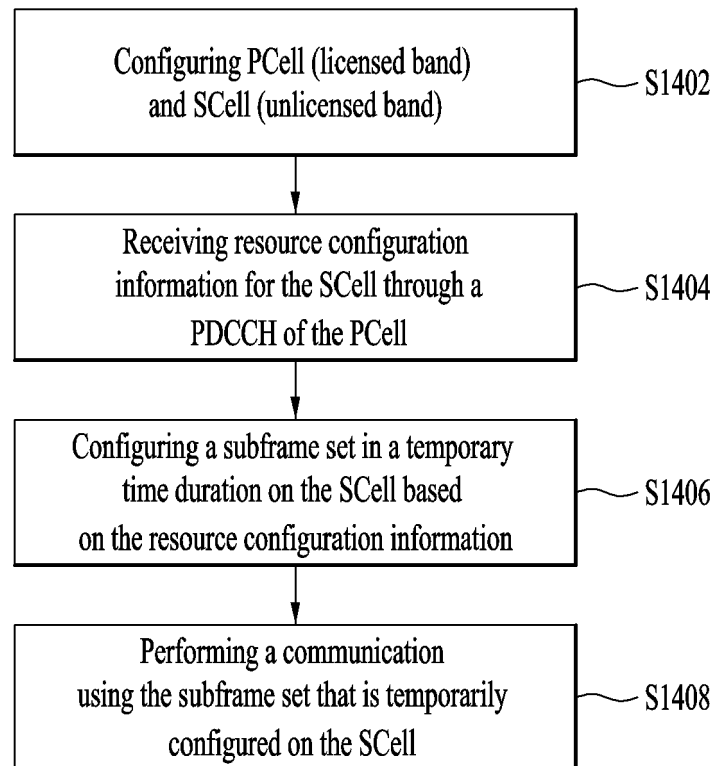 Configuring PCell (licensed band)
and SCell (unlicensed band)
S1402
Receiving resource configuration
information for the SCell through a
PDCCH of the PCell
S1404
Configuring a subframe set in a temporary
time duration on the SCell based
on the resource configuration information
S1406
Performing a communication
using the subframe set that is temporarily
configured on the SCell
S1408